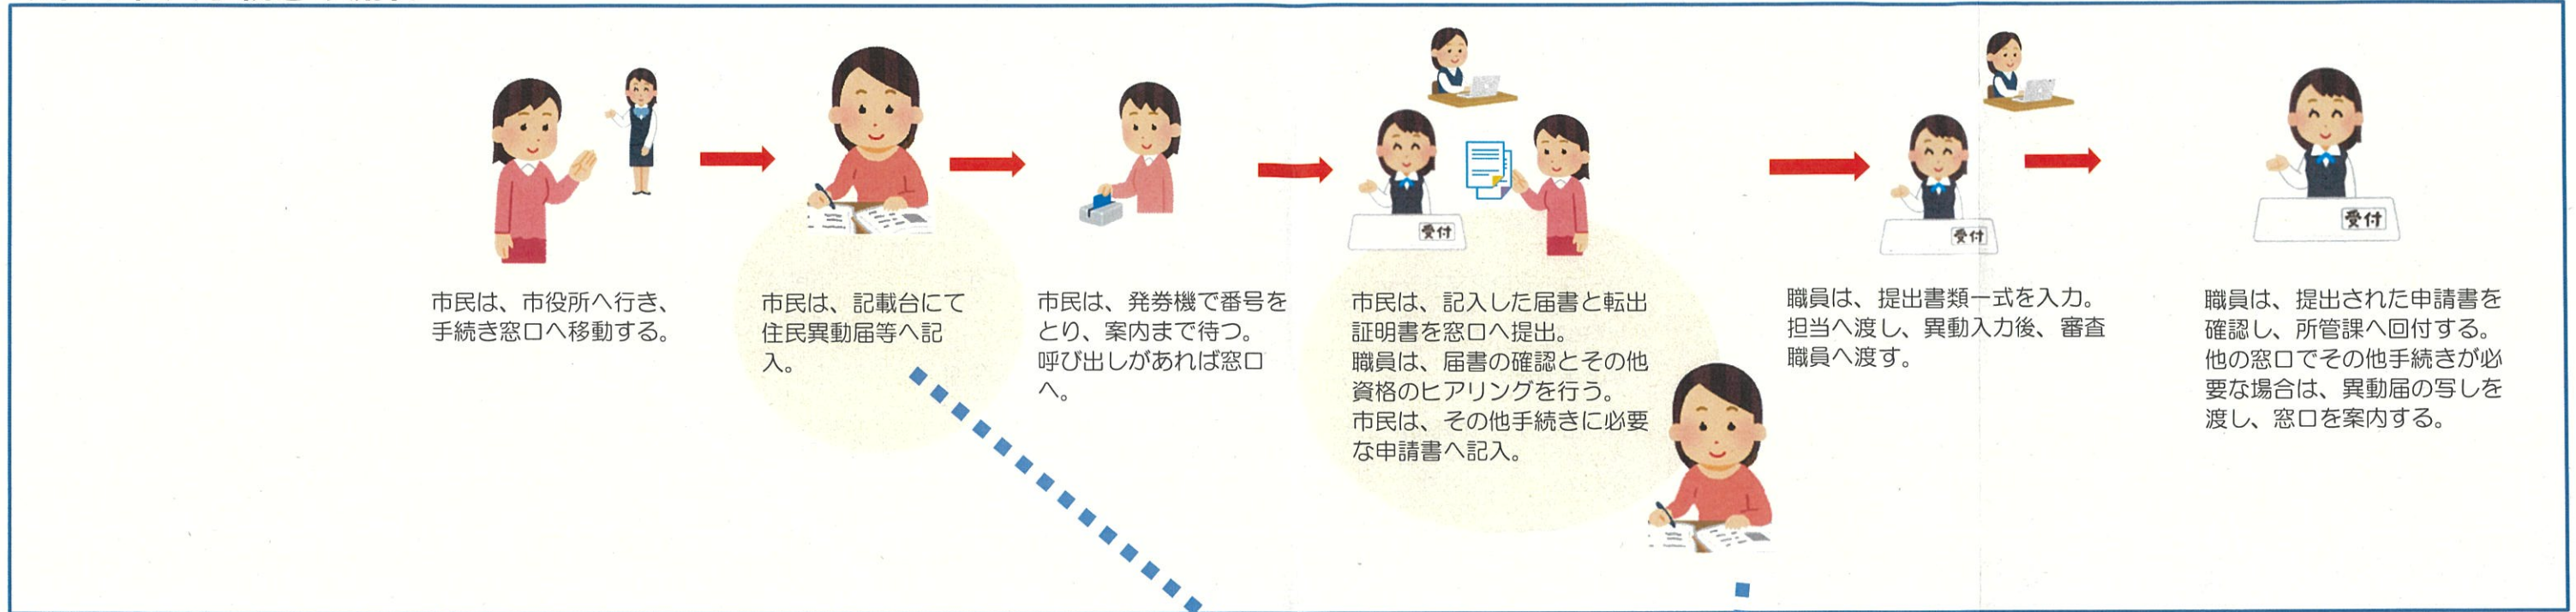 市民は、市役所へ行き、
手続き窓口へ移動する。
市民は、記載台にて
住民異動届等へ記
入。
市民は、発券機で番号を
とり、案内まで待つ。
呼び出しがあれば窓口
へ。
受付
市民は、記入した届書と転出
証明書を窓口へ提出。
職員は、届書の確認とその他
資格のヒアリングを行う。
市民は、その他手続きに必要
な申請書へ記入。
受付
職員は、提出書類一式を入力。
担当へ渡し、異動入力後、審査
職員へ渡す。
受付
職員は、提出された申請書を
確認し、所管課へ回付する。
他の窓口でその他手続きが必
要な場合は、異動届の写しを
渡し、窓口を案内する。